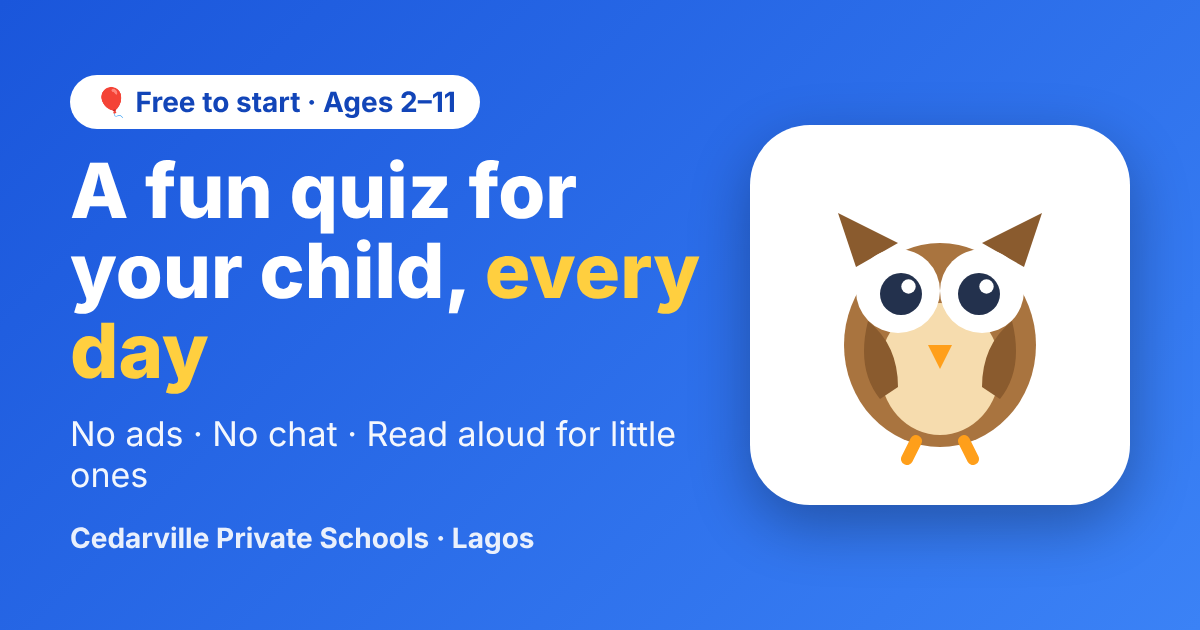 🎈 Free to start · Ages 2–11
A fun quiz for
your child, every
day
No ads · No chat · Read aloud for little
ones
Cedarville Private Schools · Lagos